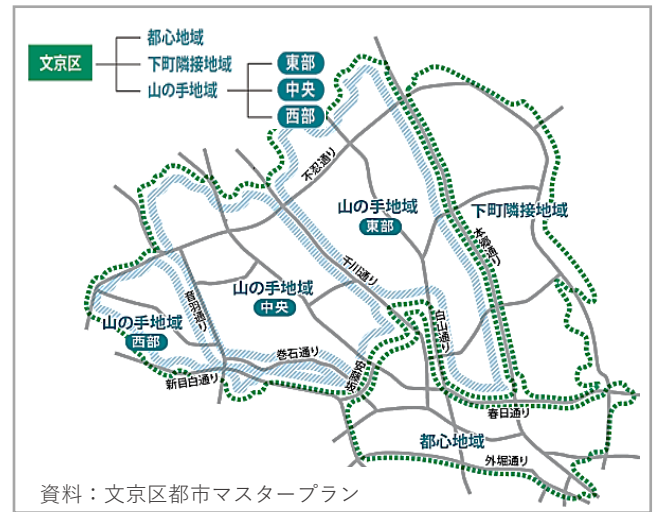 文京区
都心地域
下町隣接地域
山の手地域
東部
中央
西部
不忍通り
山の手地域
東部
下町隣接地域
本郷通り
千川通り
山の手地域
中央
音羽通り
白山通り
山の手地域
西部
巻石通り
安藤坂
新目白通り
春日通り
都心地域
外堀通り
資料：文京区都市マスタープラン